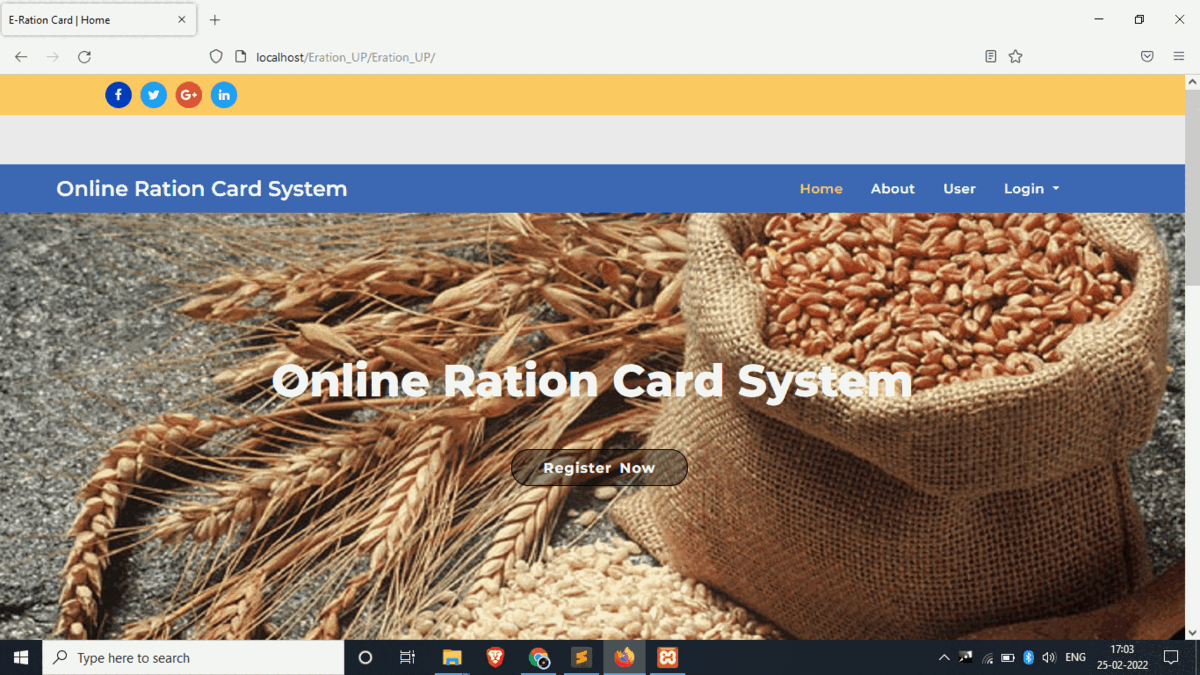 E-Ration Card | Home
localhost/Eration_UP/Eration_UP/
f G+ in
Online Ration Card System
Home About User Login
Online Ration Card System
Register Now
Type here to search
ENG
17:03
25-02-2022